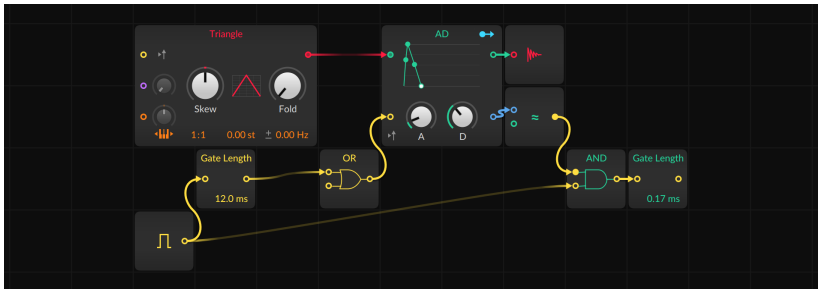 Triangle
AD
Skew
Fold
A
D
1:1
0.00 st
± 0.00 Hz
Gate Length
OR
AND
Gate Length
12.0 ms
0.17 ms